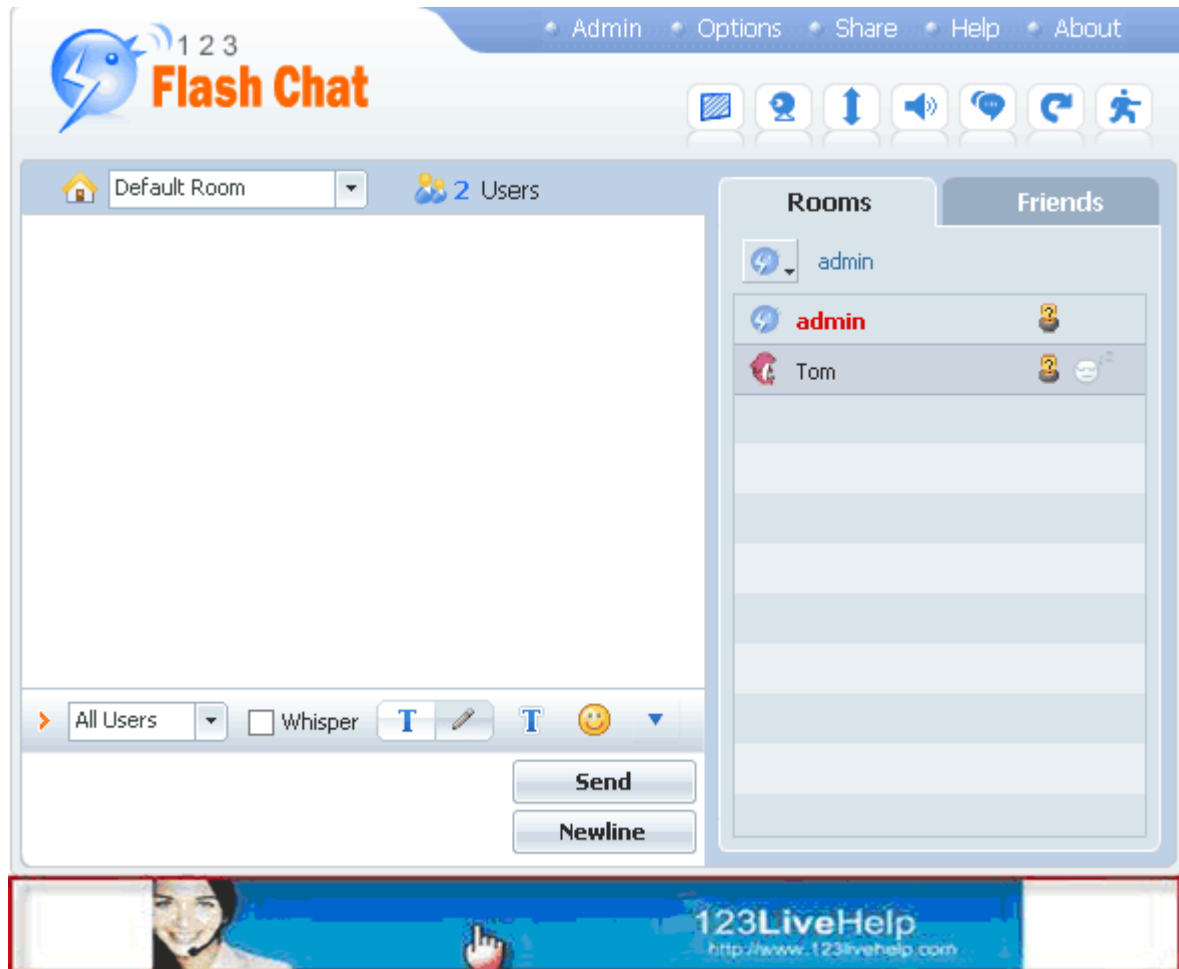 Admin Options Share Help About
123
Flash Chat
Default Room 2 Users
Rooms Friends
admin
admin
Tom
All Users Whisper T T
Send
Newline
123LiveHelp
http://www.123livehelp.com